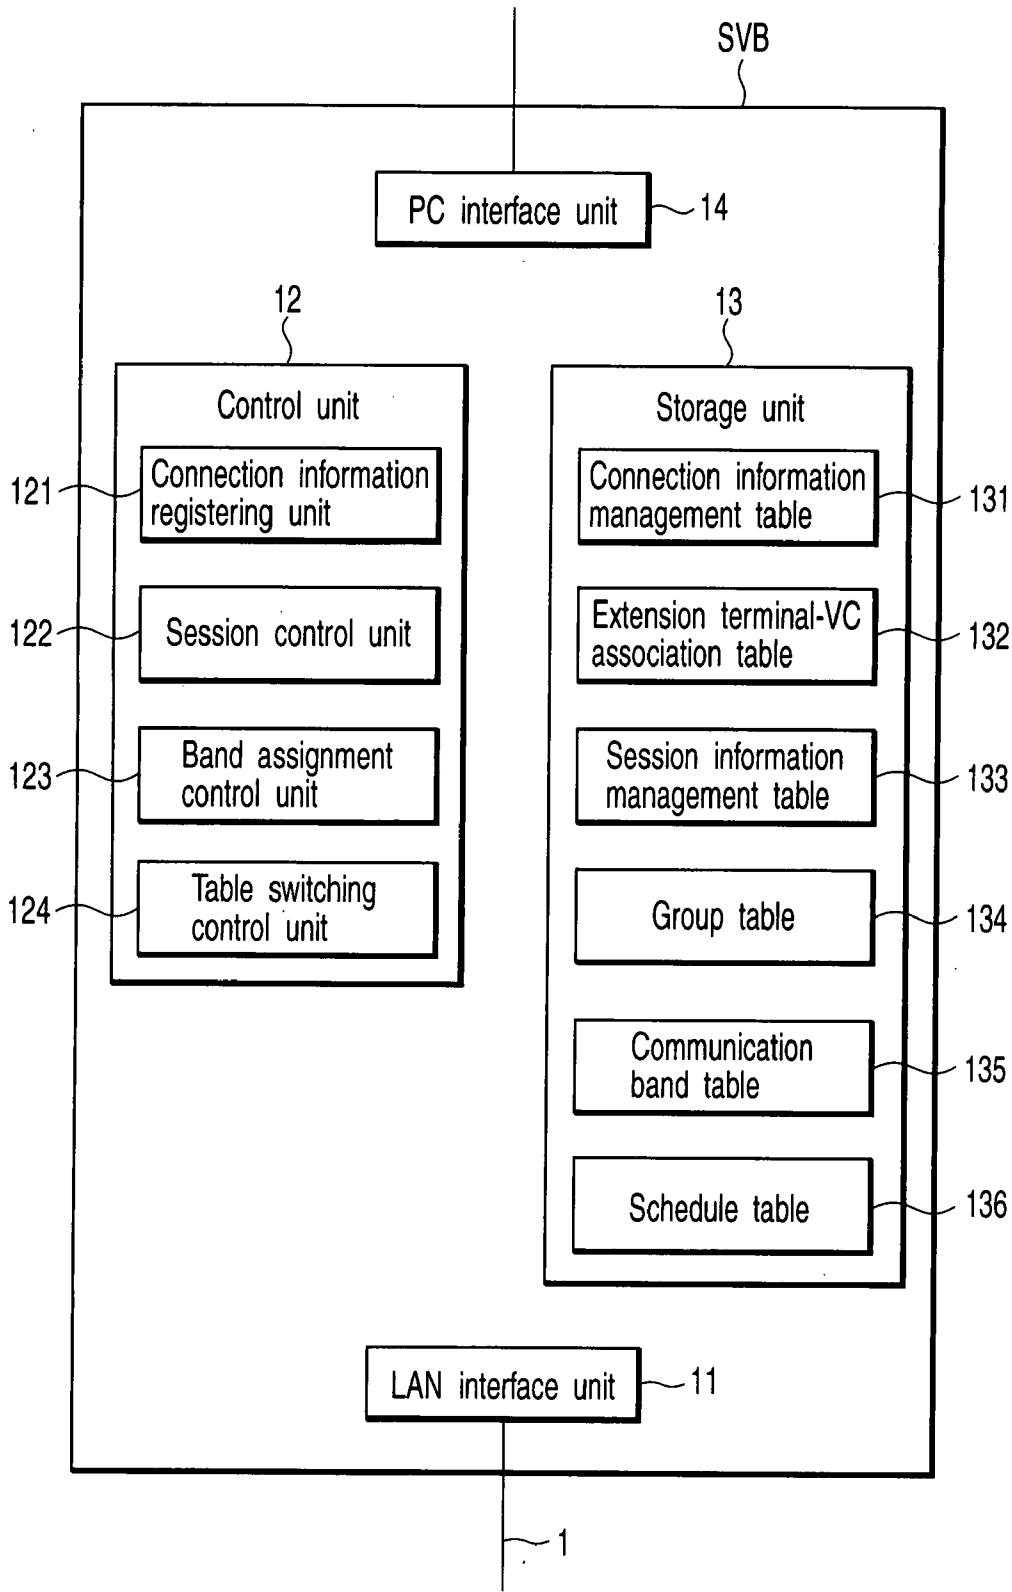 SVB
PC interface unit
14
12
13
Control unit
Storage unit
121
Connection information
registering unit
Connection information
management table
131
122
Session control unit
Extension terminal-VC
association table
132
123
Band assignment
control unit
Session information
management table
133
124
Table switching
control unit
Group table
134
Communication
band table
135
Schedule table
136
LAN interface unit
11
1